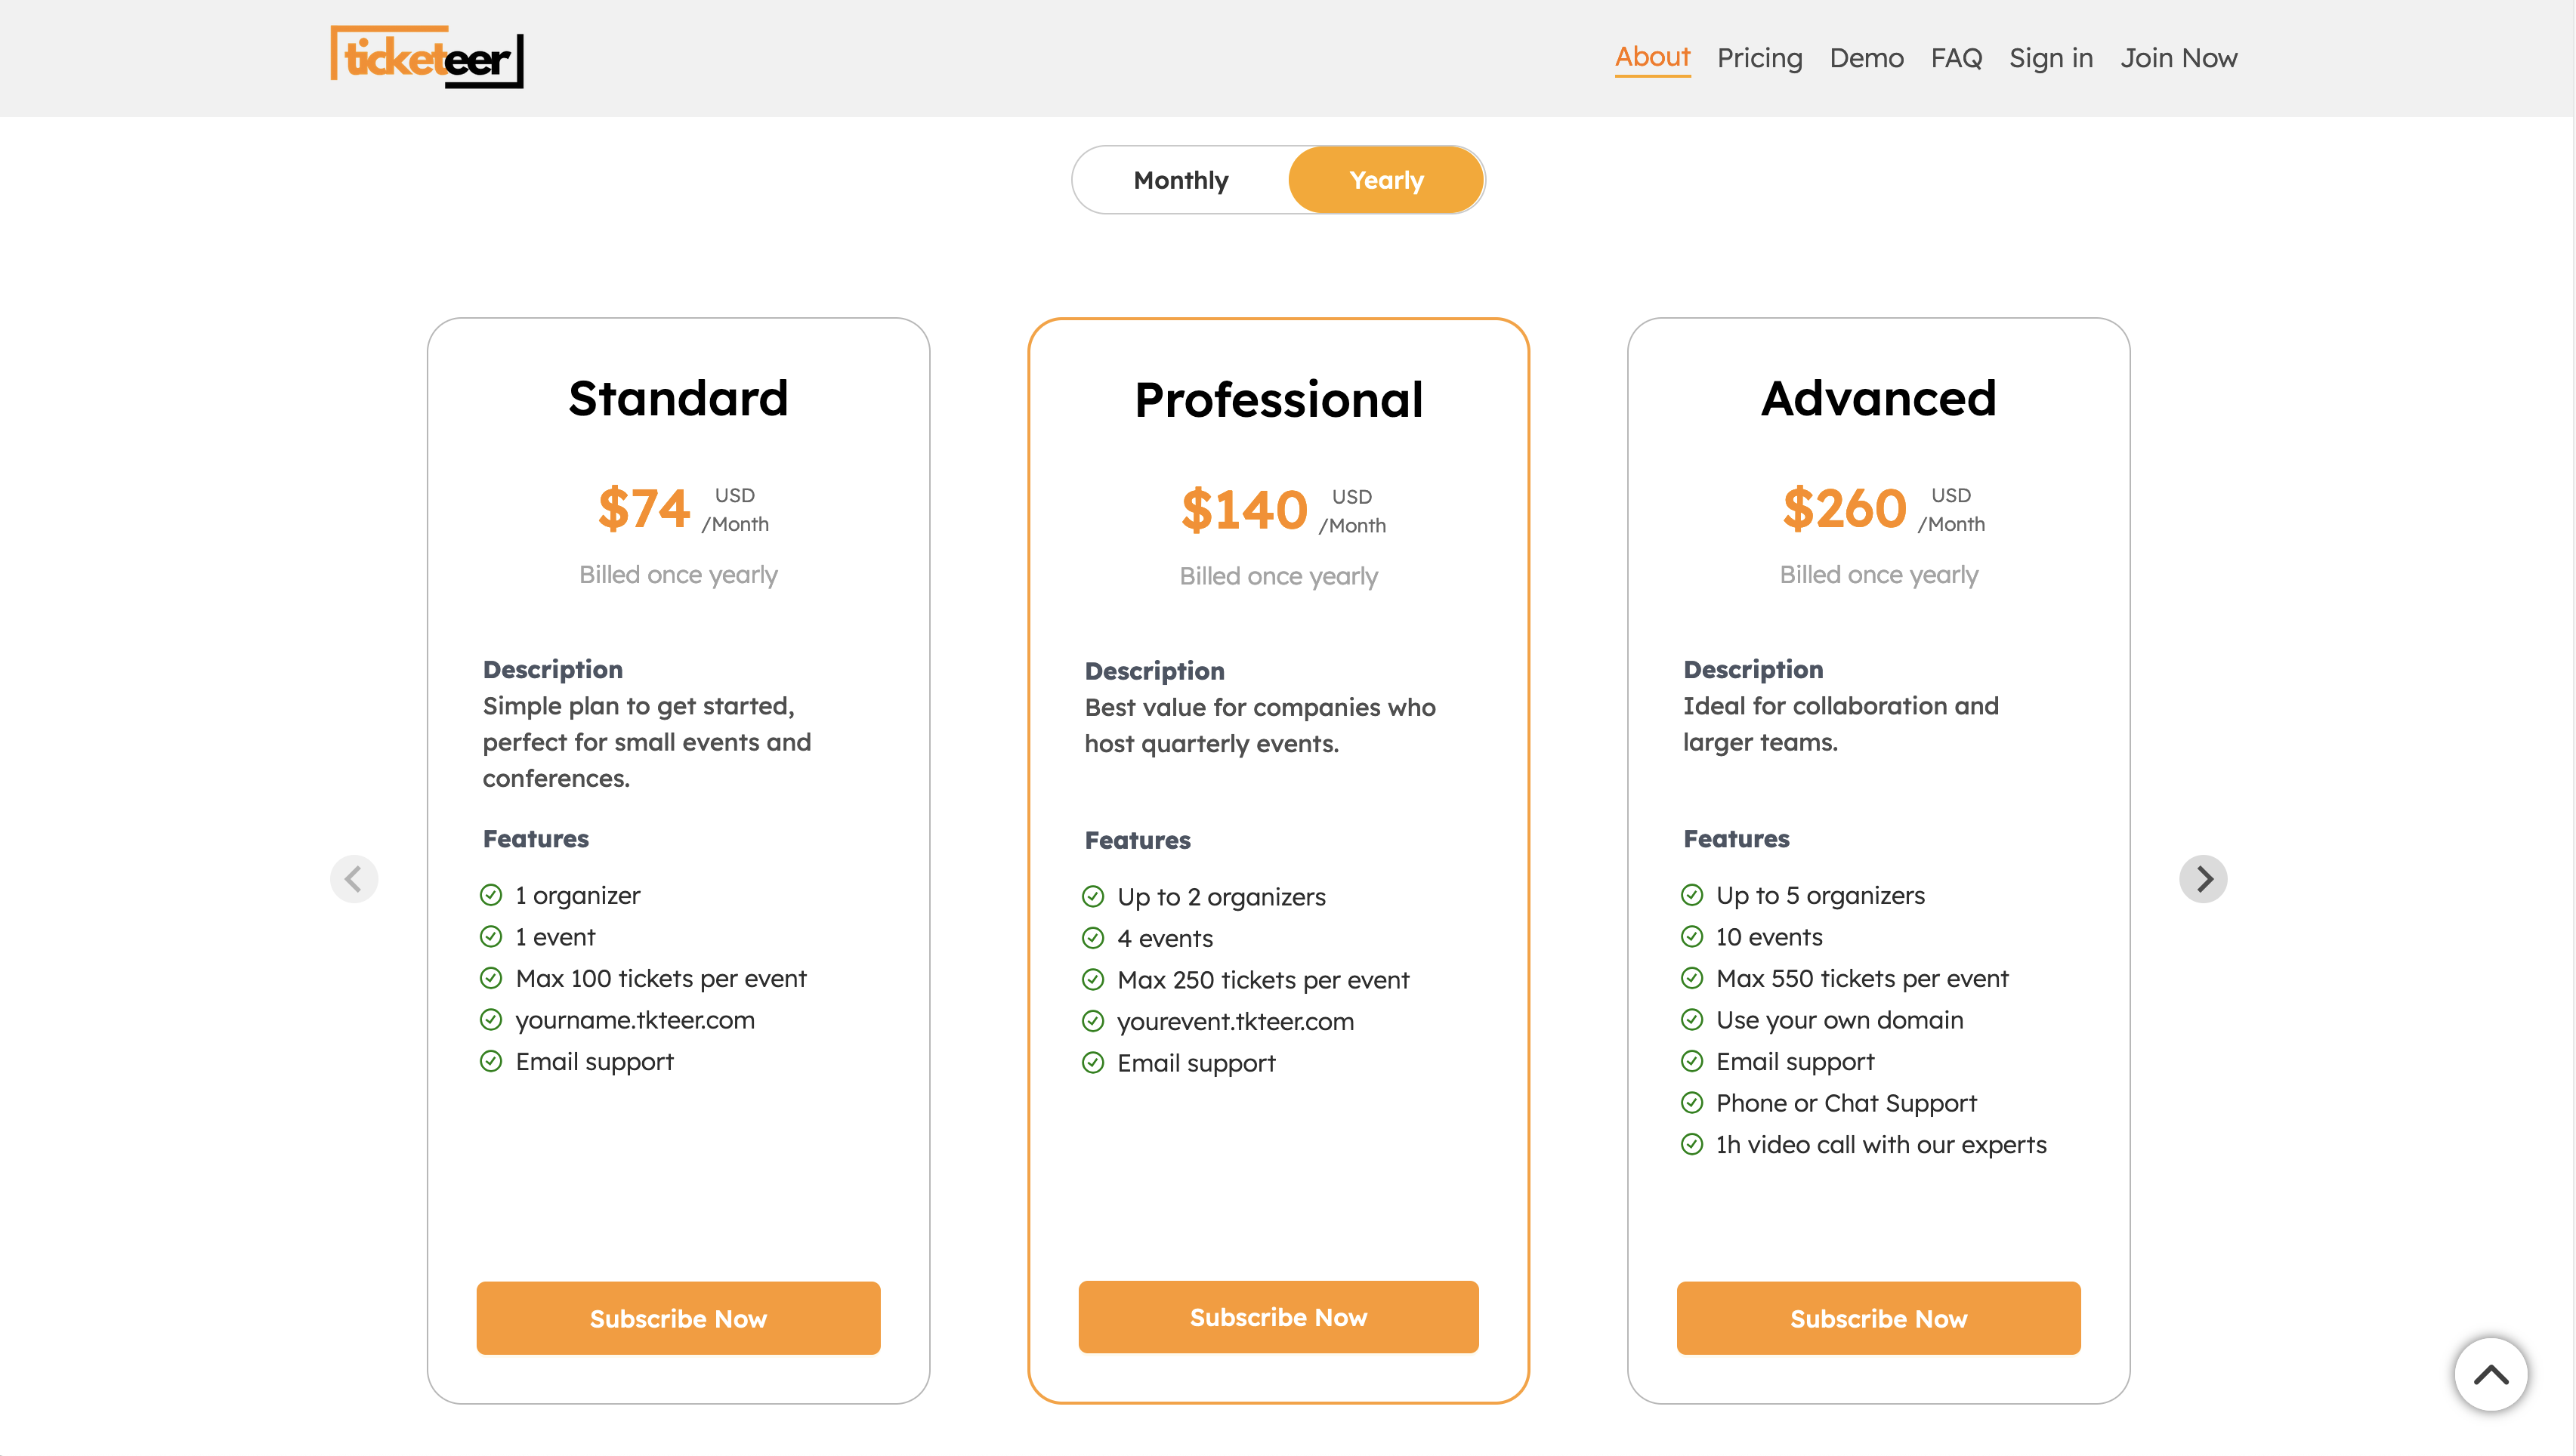 ticketeer
About Pricing Demo FAQ Sign in Join Now
Monthly Yearly
Standard
$74 USD /Month
Billed once yearly
Description
Simple plan to get started,
perfect for small events and
conferences.
Features
1 organizer
1 event
Max 100 tickets per event
yourname.tkteer.com
Email support
Subscribe Now
Professional
$140 USD /Month
Billed once yearly
Description
Best value for companies who
host quarterly events.
Features
Up to 2 organizers
4 events
Max 250 tickets per event
yourevent.tkteer.com
Email support
Subscribe Now
Advanced
$260 USD /Month
Billed once yearly
Description
Ideal for collaboration and
larger teams.
Features
Up to 5 organizers
10 events
Max 550 tickets per event
Use your own domain
Email support
Phone or Chat Support
1h video call with our experts
Subscribe Now